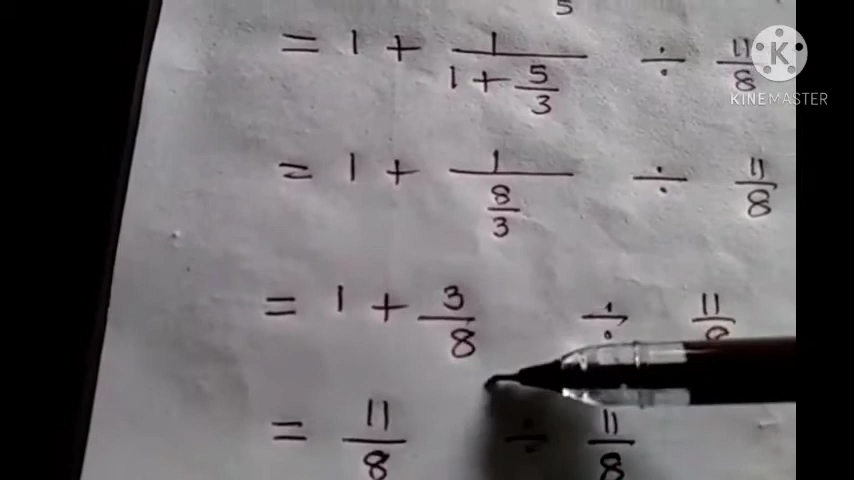 5
= 1 + 1/(1 + 5/3) ÷ 11/8
KINEMASTER
= 1 + 1/(8/3) ÷ 11/8
= 1 + 3/8 ÷ 11/8
= 11/8 ÷ 11/8